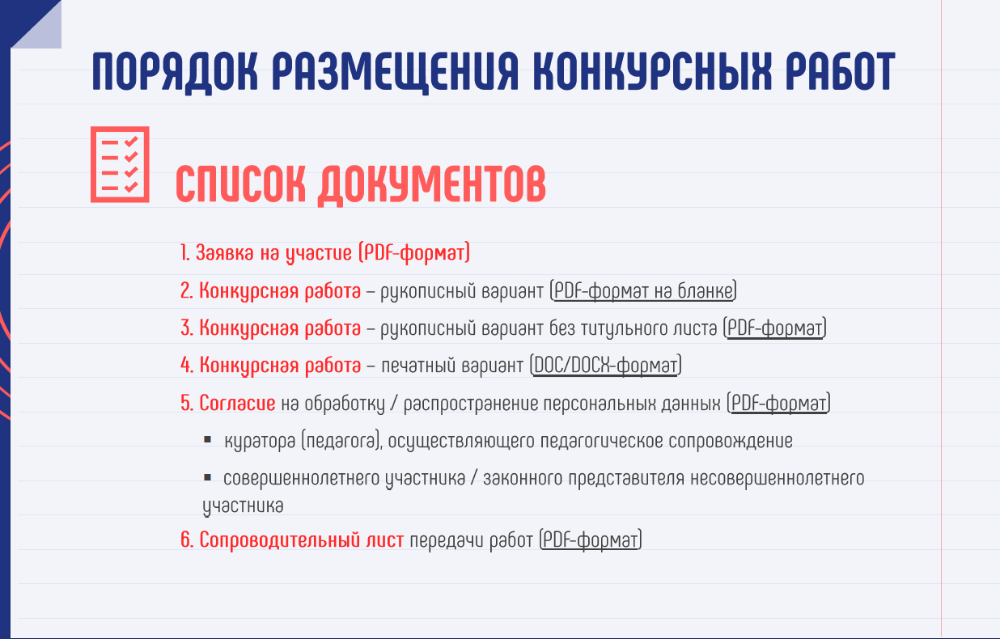 ПОРЯДОК РАЗМЕЩЕНИЯ КОНКУРСНЫХ РАБОТ
СПИСОК ДОКУМЕНТОВ
1. Заявка на участие (PDF-формат)
2. Конкурсная работа – рукописный вариант (PDF-формат на бланке)
3. Конкурсная работа – рукописный вариант без титульного листа (PDF-формат)
4. Конкурсная работа – печатный вариант (DOC/DOCX-формат)
5. Согласие на обработку / распространение персональных данных (PDF-формат)
▪ куратора (педагога), осуществляющего педагогическое сопровождение
▪ совершеннолетнего участника / законного представителя несовершеннолетнего
участника
6. Сопроводительный лист передачи работ (PDF-формат)